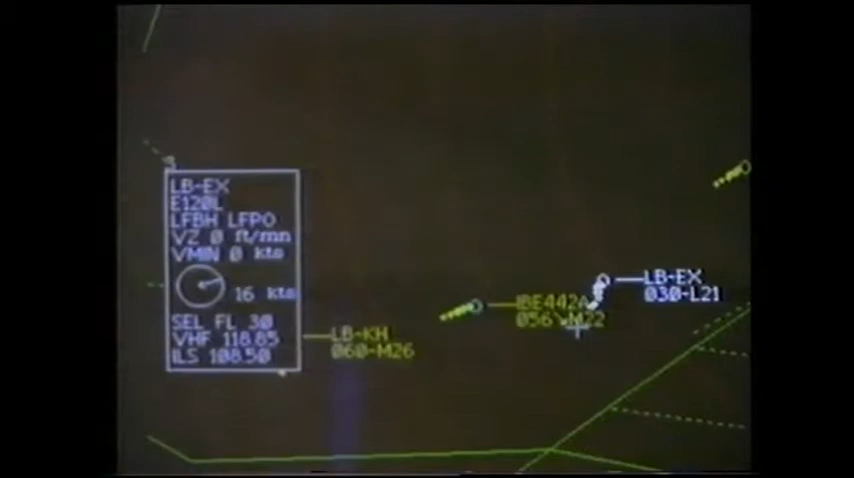 LB-EX
E120L
LFBH LFPO
VZ 0 ft/mn
VMIN 0 kts
16 kts
SEL FL 30
VHF 118.85
ILS 108.50
LB-KH
060-M26
IBE442A
056↘M22
LB-EX
030-L21